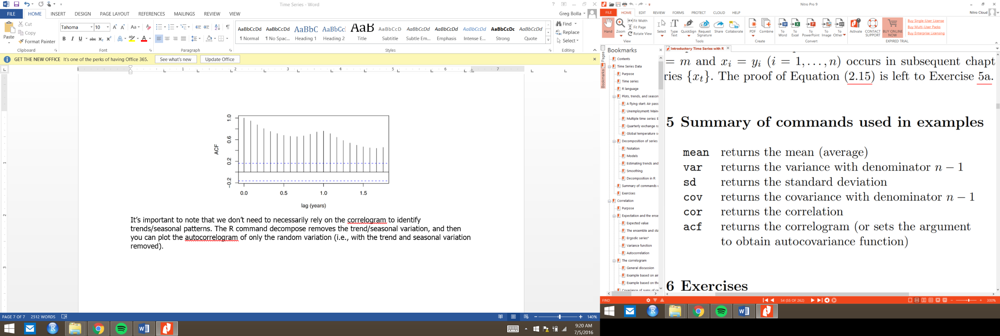 Time Series - Word
FILE HOME INSERT DESIGN PAGE LAYOUT REFERENCES MAILINGS REVIEW VIEW
Greg Bolla
Paste
Cut
Copy
Format Painter
Clipboard
Tahoma 10
Font
Paragraph
AaBbCcDd AaBbCcDd AaBbC AaBbCc AaB AaBbCcD AaBbCcDd AaBbCcDd AaBbCcDd AaBbCcDc AaBbCcDd
¶ Normal ¶ No Spac... Heading 1 Heading 2 Title Subtitle Subtle Em... Emphasis Intense E... Strong Quote
Styles
Find
Replace
Select
Editing
GET THE NEW OFFICE It's one of the perks of having Office 365. See what's new Update Office
1 1 2 3 4 5 6 7
ACF
1.0
0.6
0.2
−0.2
0.0 0.5 1.0 1.5
lag (years)
It's important to note that we don't need to necessarily rely on the correlogram to identify
trends/seasonal patterns. The R command decompose removes the trend/seasonal variation, and then
you can plot the autocorrelogram of only the random variation (i.e., with the trend and seasonal variation
removed).
PAGE 7 OF 7 2512 WORDS
140%
9:20 AM
7/5/2016
Nitro Pro 9
FILE HOME EDIT REVIEW FORMS PROTECT CLOUD HELP
Nitro Cloud
Hand
Zoom
Fit Width
Fit Page
Rotate View
View
Select
Type Text
QuickSign
Request Signature
Share
Collaborate
Tools
PDF
Combine
Create
To Word
To Excel
To PowerPoint
To Image
To Other
Convert
Activate
CONTACT SUPPORT
BUY ONLINE NOW
Buy Single-User License
Buy Multi-User Packs
Buy Enterprise Licensing
EXPIRED TRIAL
Pages
Bookmarks
Bookmarks
Contents
Time Series Data
Purpose
Time series
R language
Plots, trends, and season
A flying start: Air pass
Unemployment: Main
Multiple time series: E
Quarterly exchange ra
Global temperature s
Decomposition of series
Notation
Models
Estimating trends and
Smoothing
Decomposition in R
Summary of commands
Exercises
Correlation
Purpose
Expectation and the ense
Expected value
The ensemble and sta
Ergodic series*
Variance function
Autocorrelation
The correlogram
General discussion
Example based on air
Example based on the
Covariance of sums of ra
Introductory Time Series with R
= m and xᵢ = yᵢ (i = 1, . . . , n) occurs in subsequent chapt
ries {xₜ}. The proof of Equation (2.15) is left to Exercise 5a.
5 Summary of commands used in examples
mean returns the mean (average)
var returns the variance with denominator n − 1
sd returns the standard deviation
cov returns the covariance with denominator n − 1
cor returns the correlation
acf returns the correlogram (or sets the argument
to obtain autocovariance function)
6 Exercises
FIND
54 (55 OF 262)
300%